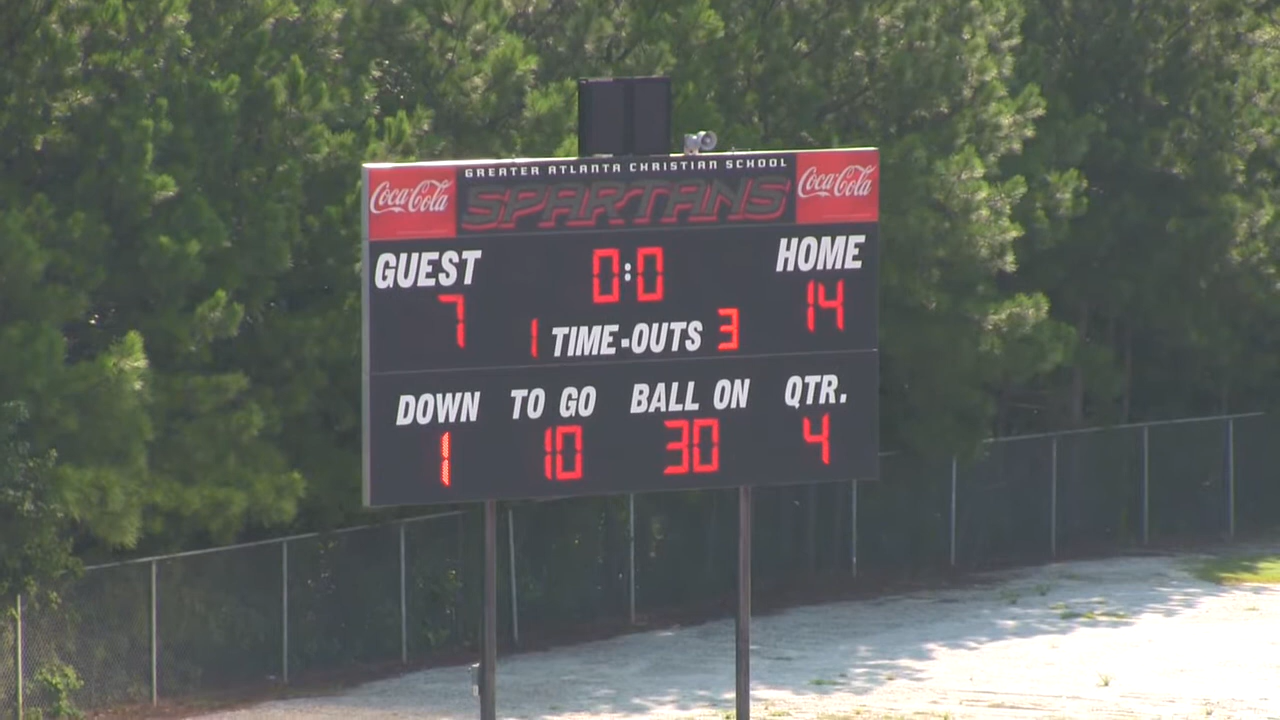 GREATER ATLANTA CHRISTIAN SCHOOL
Coca-Cola SPARTANS Coca-Cola
GUEST 0:0 HOME
7 14
1 TIME-OUTS 3
DOWN TO GO BALL ON QTR.
1 10 30 4